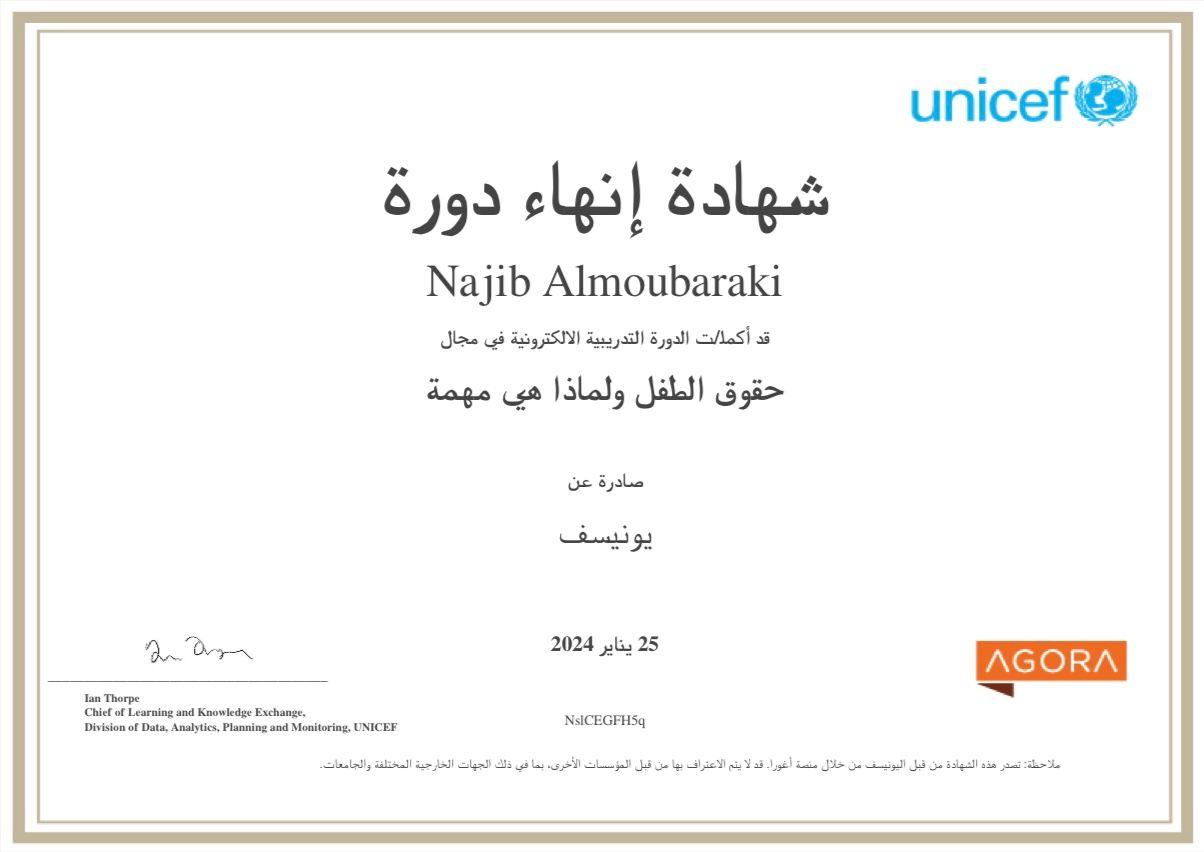 unicef
شهادة إنهاء دورة
Najib Almoubaraki
قد أكمل/ت الدورة التدريبية الالكترونية في مجال
حقوق الطفل ولماذا هي مهمة
صادرة عن
يونيسف
25 يناير 2024
AGORA
Ian Thorpe
Chief of Learning and Knowledge Exchange,
Division of Data, Analytics, Planning and Monitoring, UNICEF
NslCEGFH5q
ملاحظة: تصدر هذه الشهادة من قبل اليونيسف من خلال منصة أغورا. قد لا يتم الاعتراف بها من قبل المؤسسات الأخرى، بما في ذلك الجهات الخارجية المختلفة والجامعات.